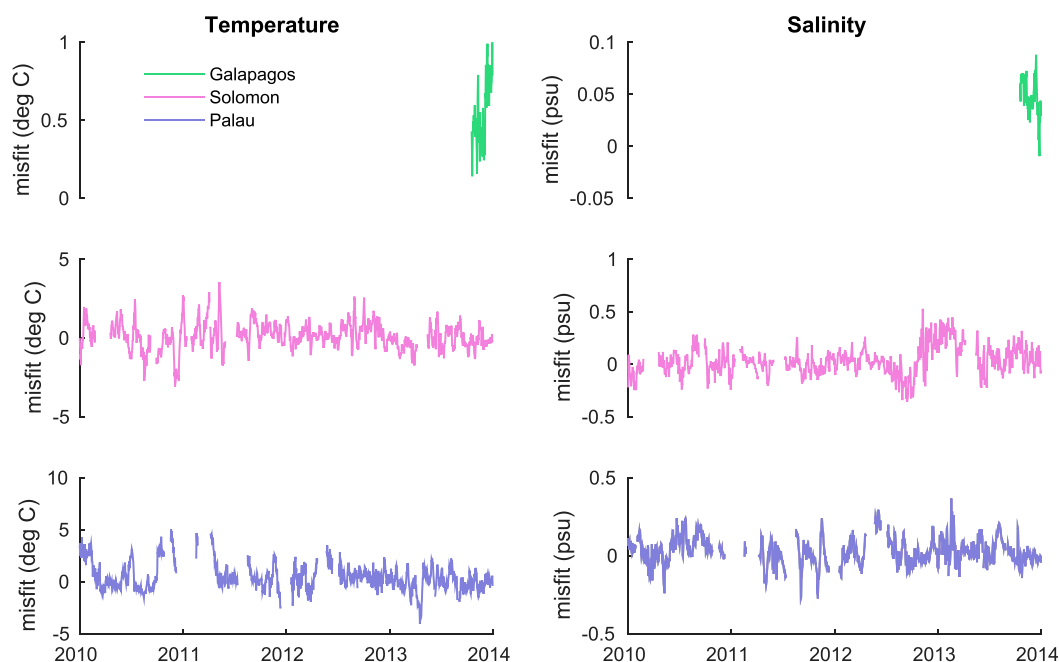 Temperature
Salinity
misfit (deg C)
1
0.5
0
Galapagos
Solomon
Palau
misfit (psu)
0.1
0.05
0
-0.05
misfit (deg C)
5
0
-5
misfit (psu)
1
0.5
0
-0.5
misfit (deg C)
10
5
0
-5
2010 2011 2012 2013 2014
misfit (psu)
0.5
0
-0.5
2010 2011 2012 2013 2014